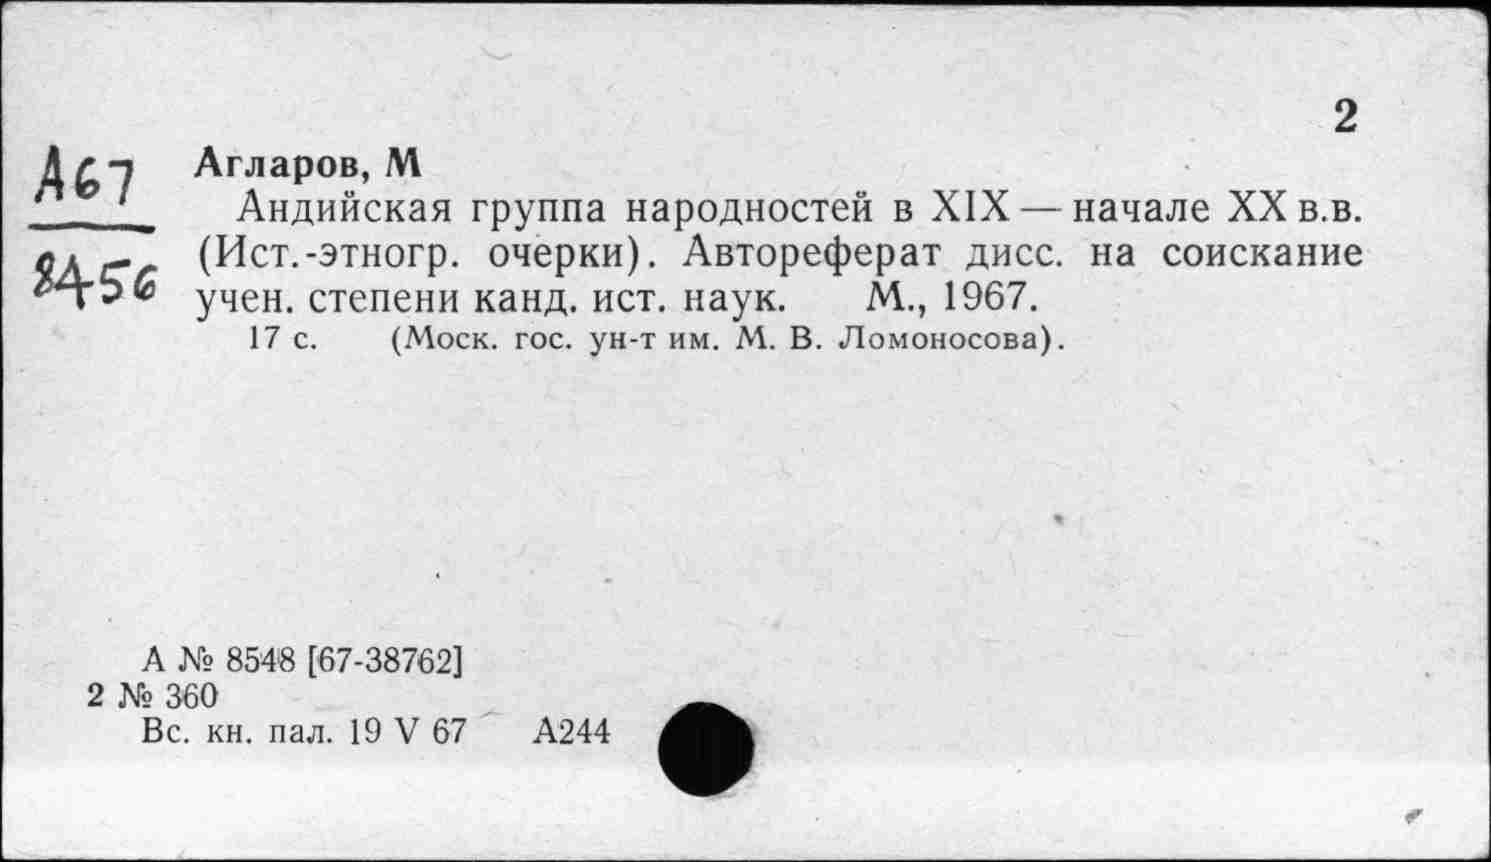 2
А67
8456
Агларов, М
Андийская группа народностей в XIX — начале XX в.в.
(Ист.-этногр. очерки). Автореферат дисс. на соискание
учен. степени канд. ист. наук. М., 1967.
17 с. (Моск. гос. ун-т им. М. В. Ломоносова).
А № 8548 [67-38762]
2 № 360
Вс. кн. пал. 19 V 67 А244